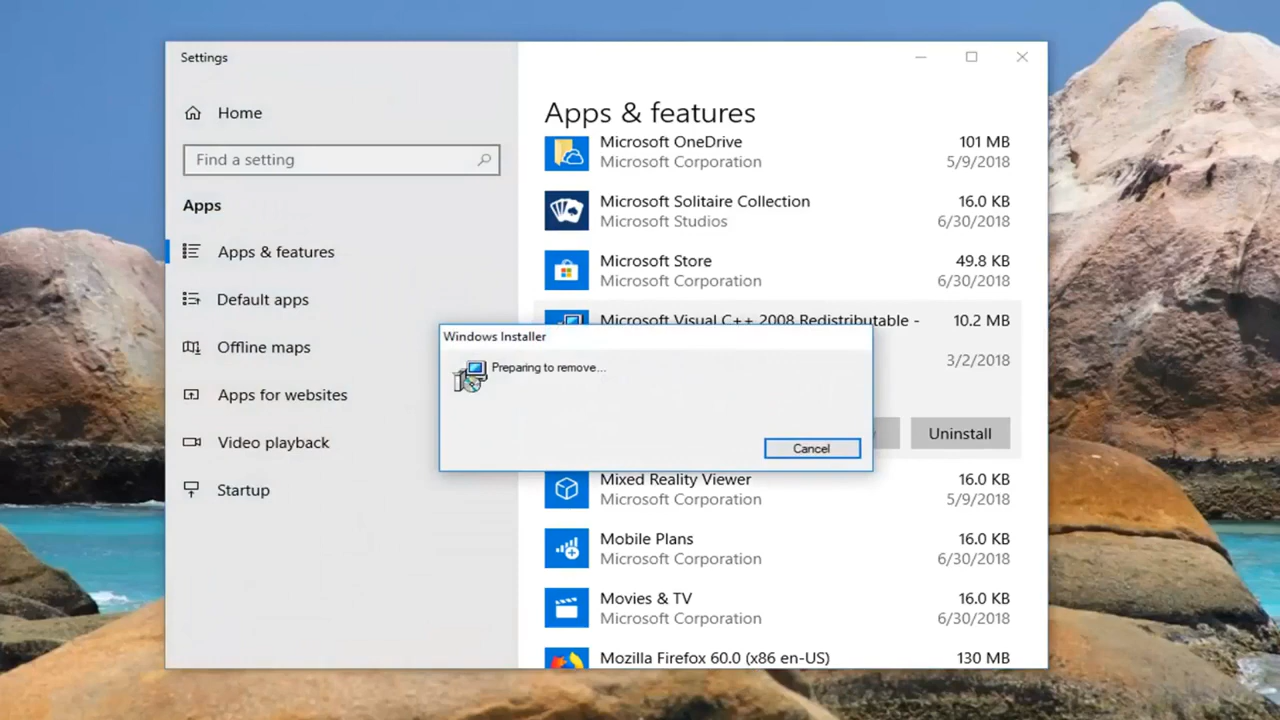 Settings
Home
Find a setting
Apps
Apps & features
Default apps
Offline maps
Apps for websites
Video playback
Startup
Apps & features
Microsoft OneDrive 101 MB
Microsoft Corporation 5/9/2018
Microsoft Solitaire Collection 16.0 KB
Microsoft Studios 6/30/2018
Microsoft Store 49.8 KB
Microsoft Corporation 6/30/2018
Microsoft Visual C++ 2008 Redistributable - 10.2 MB
3/2/2018
Uninstall
Windows Installer
Preparing to remove...
Cancel
Mixed Reality Viewer 16.0 KB
Microsoft Corporation 5/9/2018
Mobile Plans 16.0 KB
Microsoft Corporation 6/30/2018
Movies & TV 16.0 KB
Microsoft Corporation 6/30/2018
Mozilla Firefox 60.0 (x86 en-US) 130 MB